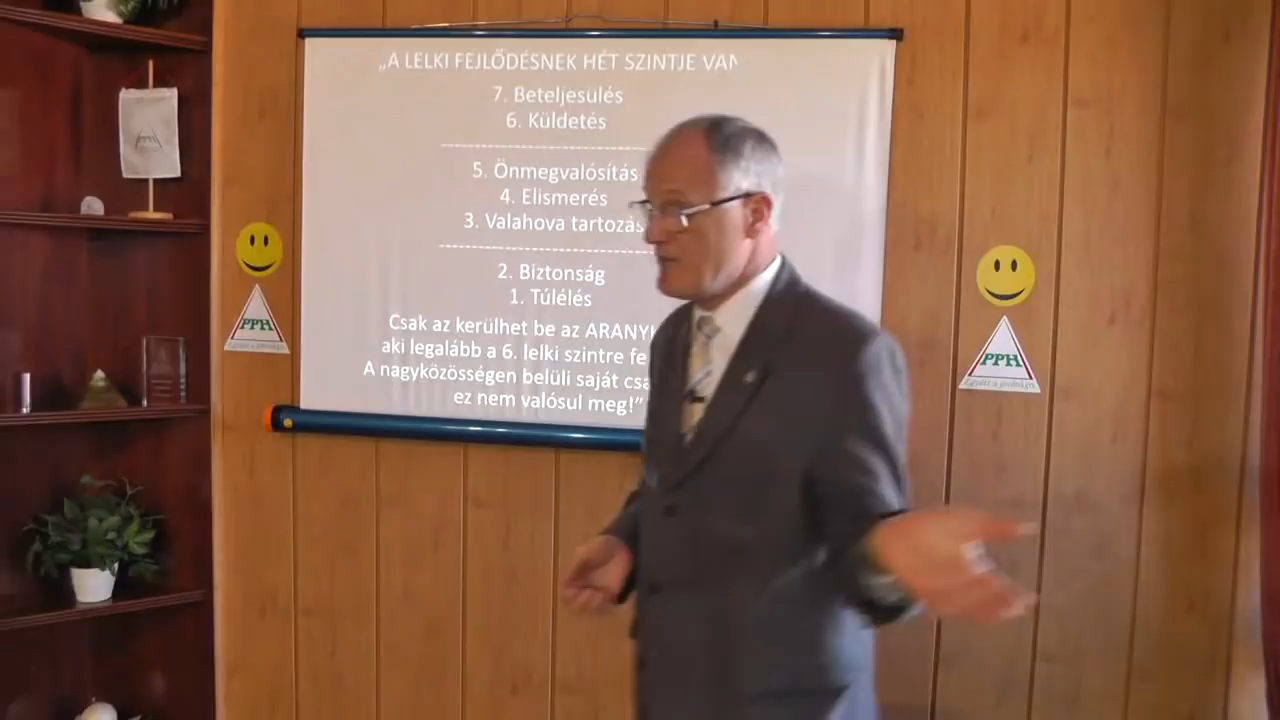 „A LELKI FEJLŐDÉSNEK HÉT SZINTJE VAN
7. Beteljesülés
6. Küldetés
5. Önmegvalósítás
4. Elismerés
3. Valahova tartozás
2. Biztonság
1. Túlélés
Csak az kerülhet be az
aki legalább a 6. lelki szintre
A nagyközösségen belüli saját
ez nem valósul meg!”
PPH
PPH
Együtt a jövőnkért